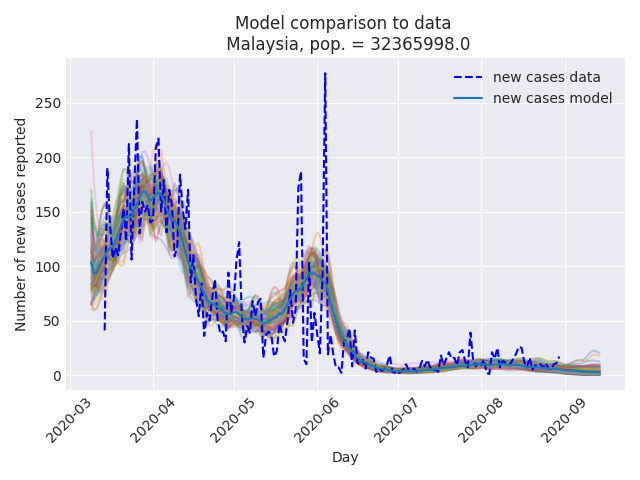 Model comparison to data
Malaysia, pop. = 32365998.0
new cases data
new cases model
Number of new cases reported
250
200
150
100
50
0
2020-03
2020-04
2020-05
2020-06
2020-07
2020-08
2020-09
Day